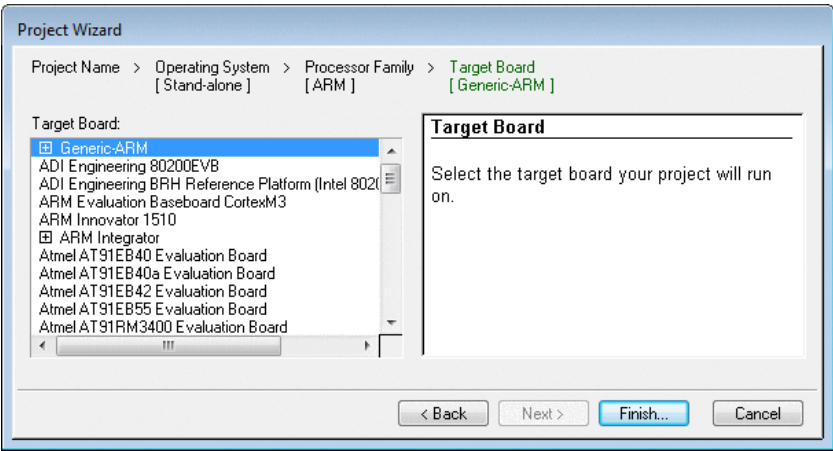 Project Wizard
Project Name > Operating System > Processor Family > Target Board
[ Stand-alone ] [ ARM ] [ Generic-ARM ]
Target Board:
Generic-ARM
ADI Engineering 80200EVB
ADI Engineering BRH Reference Platform (Intel 802
ARM Evaluation Baseboard CortexM3
ARM Innovator 1510
ARM Integrator
Atmel AT91EB40 Evaluation Board
Atmel AT91EB40a Evaluation Board
Atmel AT91EB42 Evaluation Board
Atmel AT91EB55 Evaluation Board
Atmel AT91RM3400 Evaluation Board
Target Board
Select the target board your project will run
on.
< Back Next > Finish... Cancel